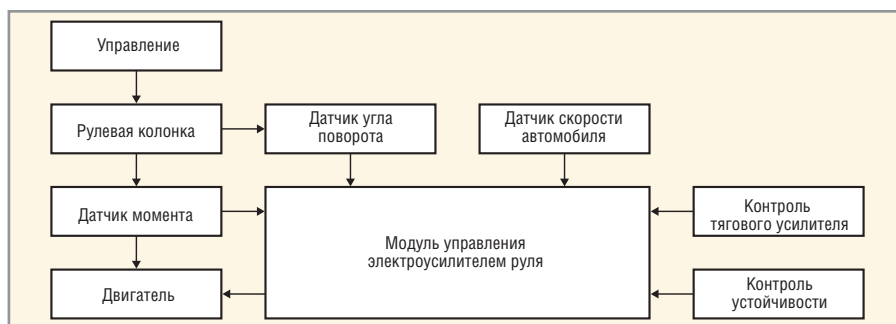 Управление
Рулевая колонка
Датчик угла
поворота
Датчик скорости
автомобиля
Датчик момента
Модуль управления
электроусилителем руля
Контроль
тягового усилителя
Двигатель
Контроль
устойчивости